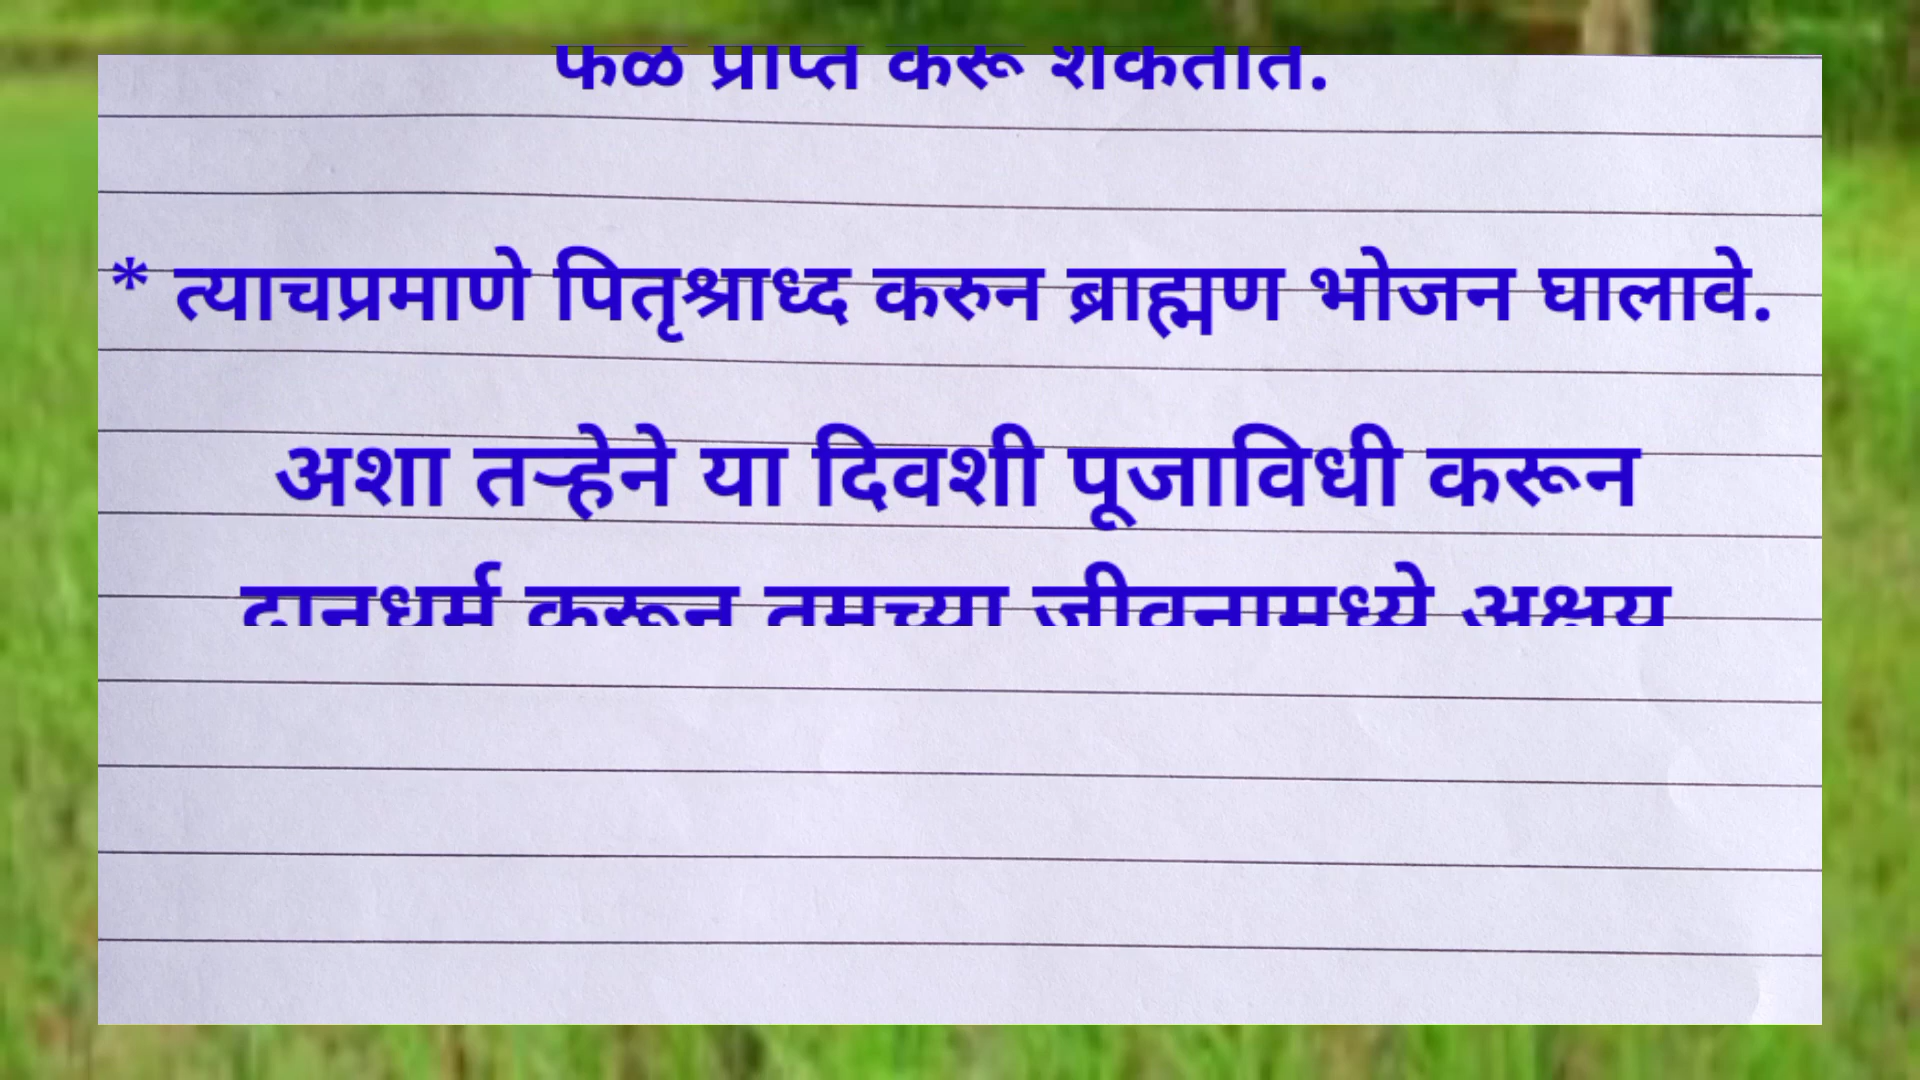 फळ प्राप्त करू शकतात.
* त्याचप्रमाणे पितृश्राध्द करुन ब्राह्मण भोजन घालावे.
अशा तऱ्हेने या दिवशी पूजाविधी करून
दानधर्म करून तुमच्या जीवनामध्ये अक्षय